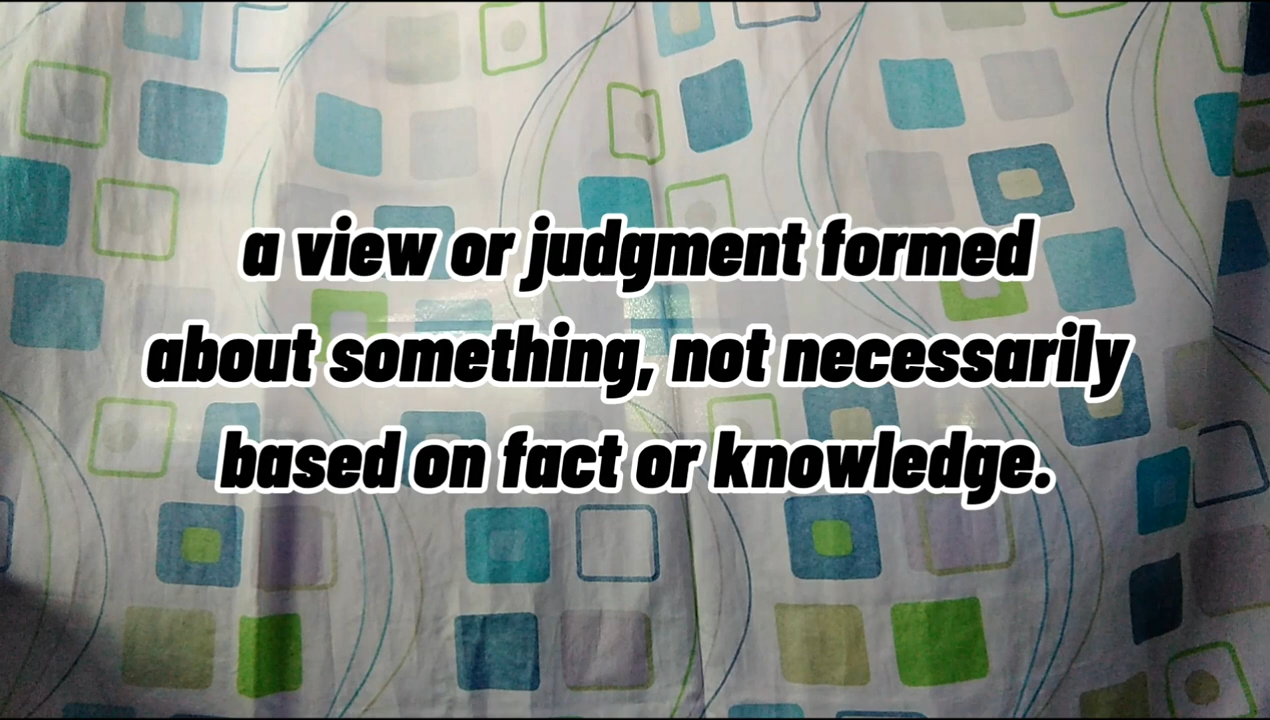 a view or judgment formed
about something, not necessarily
based on fact or knowledge.